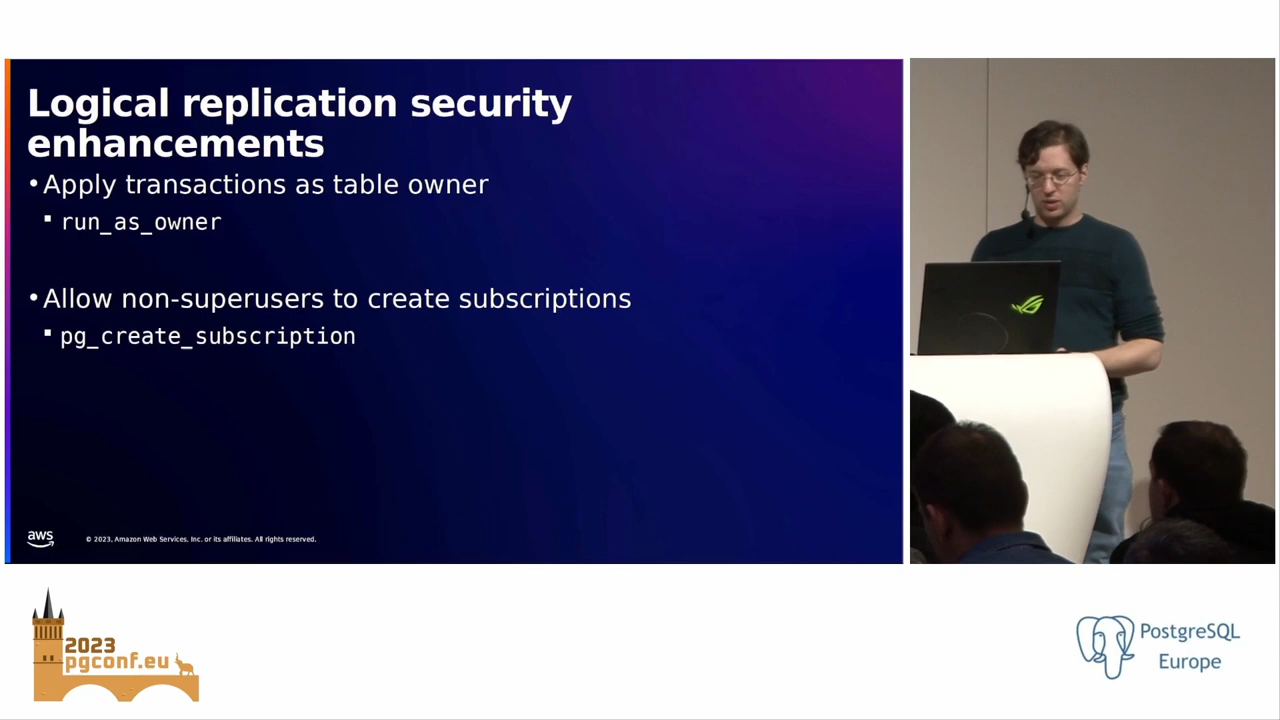 Logical replication security
enhancements
•Apply transactions as table owner
▪ run_as_owner
•Allow non-superusers to create subscriptions
▪ pg_create_subscription
aws
© 2023, Amazon Web Services, Inc. or its affiliates. All rights reserved.
2023
pgconf.eu
PostgreSQL
Europe